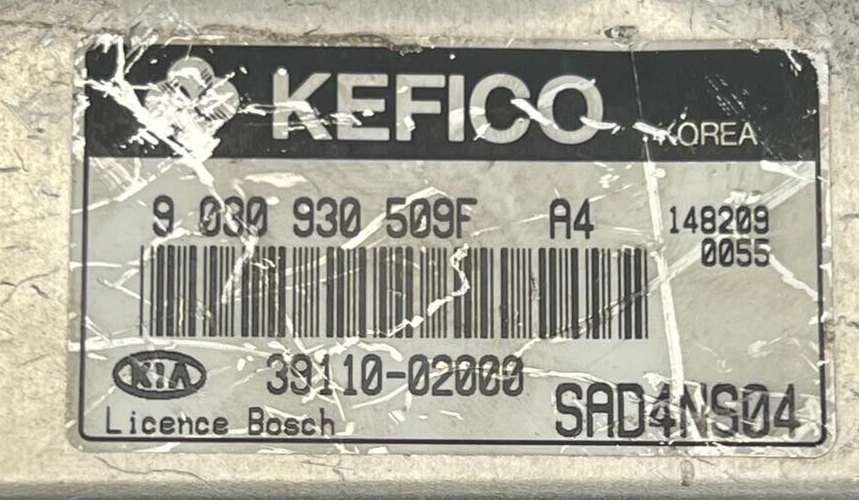 KEFICO KOREA
9 030 930 509F A4 148209
0055
KIA 39110-02000
Licence Bosch SAD4NS04